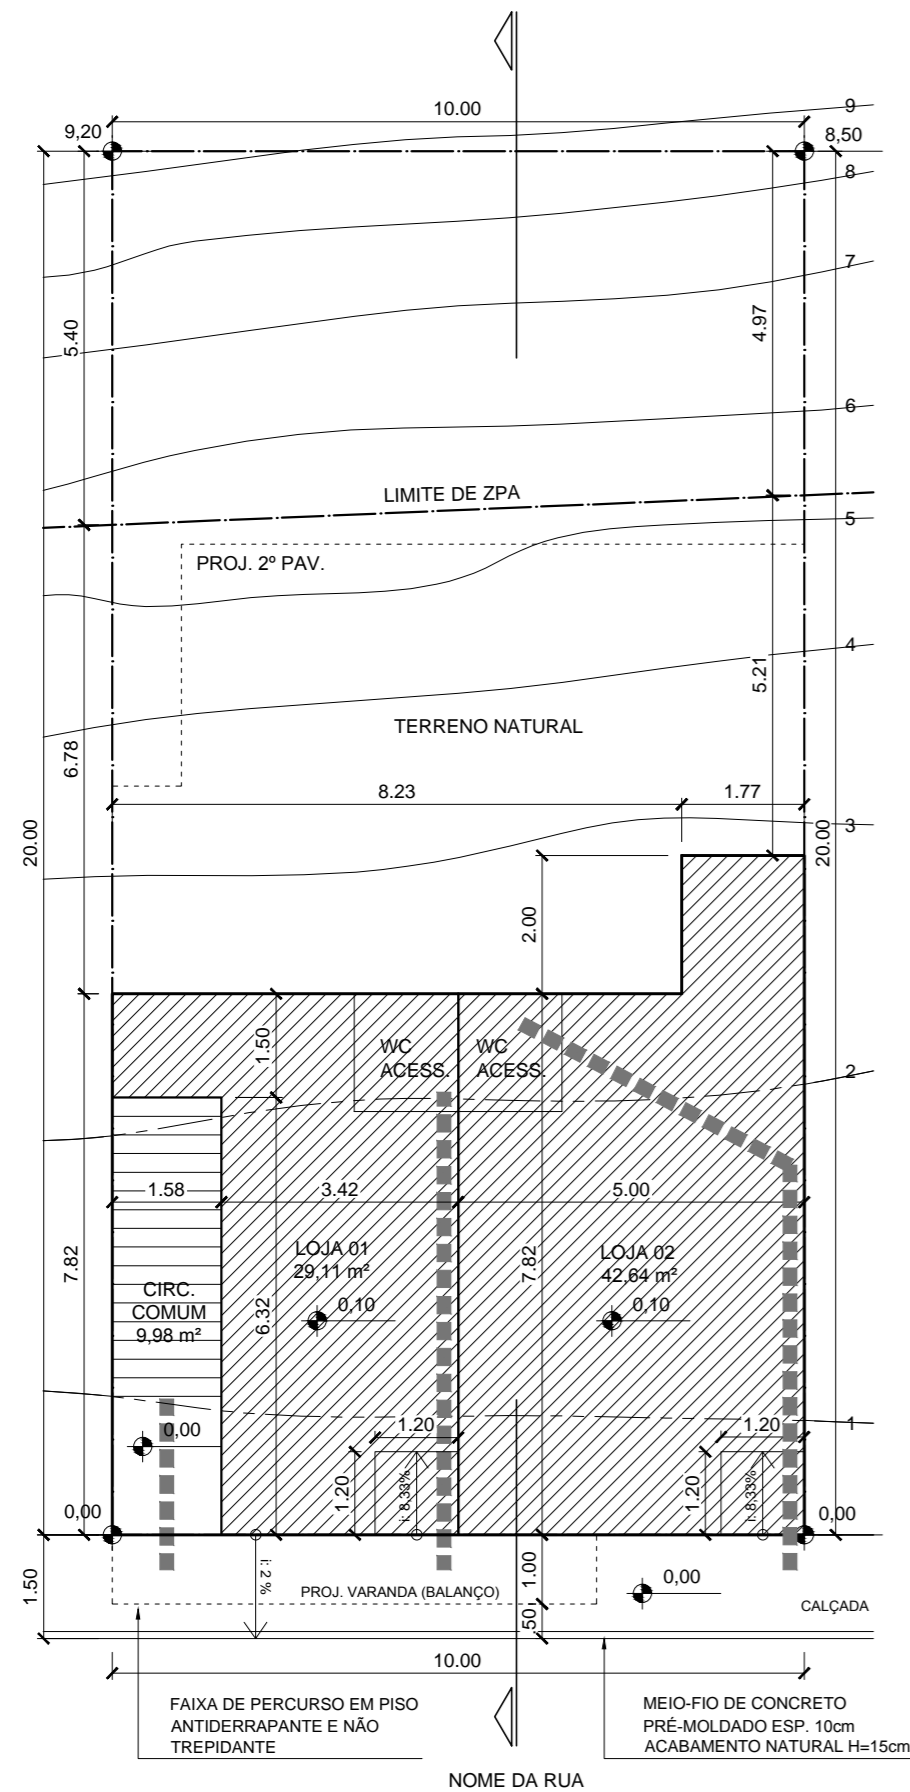 10.00
9
9,20
8,50
8
7
5.40
4.97
6
LIMITE DE ZPA
5
PROJ. 2º PAV.
4
5.21
TERRENO NATURAL
6.78
8.23
1.77
3
20.00
20.00
2.00
1.50
WC
ACESS.
WC
ACESS.
2
1.58
3.42
5.00
7.82
LOJA 01
29,11 m²
7.82
LOJA 02
42,64 m²
CIRC.
COMUM
9,98 m²
6.32
0,10
0,10
0,00
1.20
1.20
1
1.20
i: 8.33%
1.20
i: 8,33%
0,00
0,00
1.50
i: 2 %
PROJ. VARANDA (BALANÇO)
1.00
0,00
CALÇADA
.50
10.00
FAIXA DE PERCURSO EM PISO
ANTIDERRAPANTE E NÃO
TREPIDANTE
MEIO-FIO DE CONCRETO
PRÉ-MOLDADO ESP. 10cm
ACABAMENTO NATURAL H=15cm
NOME DA RUA